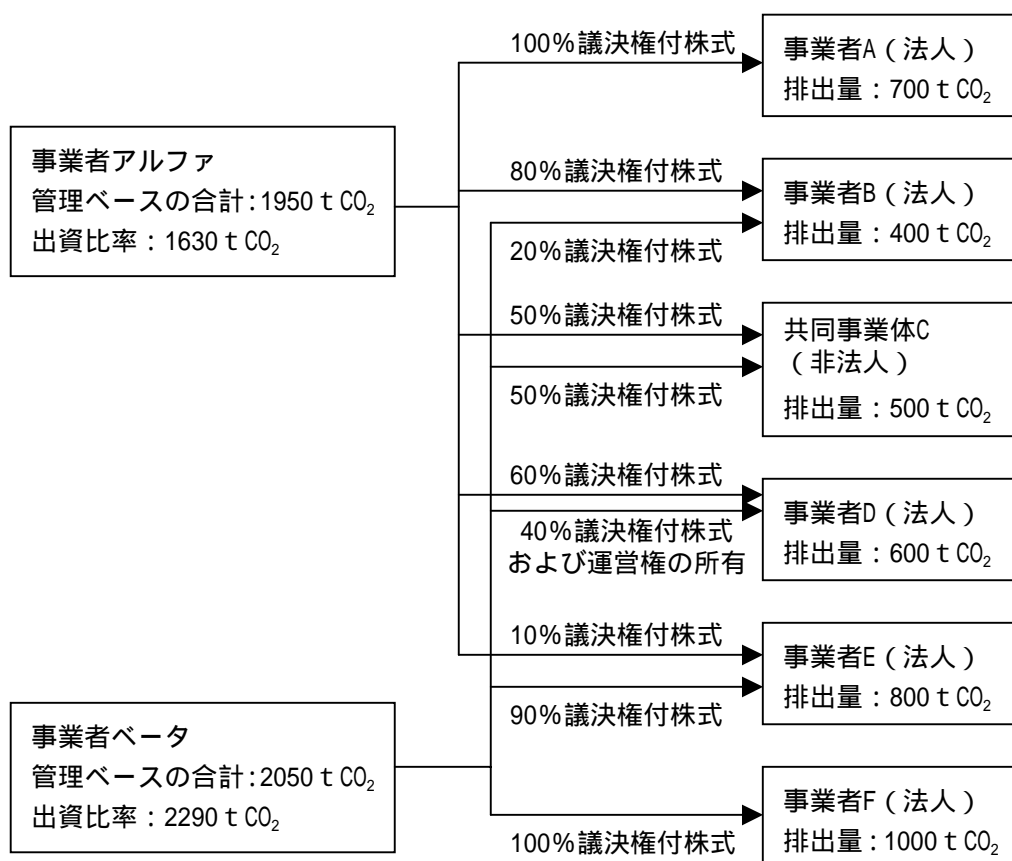 100%議決権付株式
事業者A(法人)
排出量:700tCO₂
事業者アルファ
管理ベースの合計:1950tCO₂
出資比率:1630tCO₂
80%議決権付株式
20%議決権付株式
事業者B(法人)
排出量:400tCO₂
50%議決権付株式
50%議決権付株式
共同事業体C
(非法人)
排出量:500tCO₂
60%議決権付株式
40%議決権付株式
および運営権の所有
事業者D(法人)
排出量:600tCO₂
10%議決権付株式
90%議決権付株式
事業者E(法人)
排出量:800tCO₂
事業者ベータ
管理ベースの合計:2050tCO₂
出資比率:2290tCO₂
100%議決権付株式
事業者F(法人)
排出量:1000tCO₂